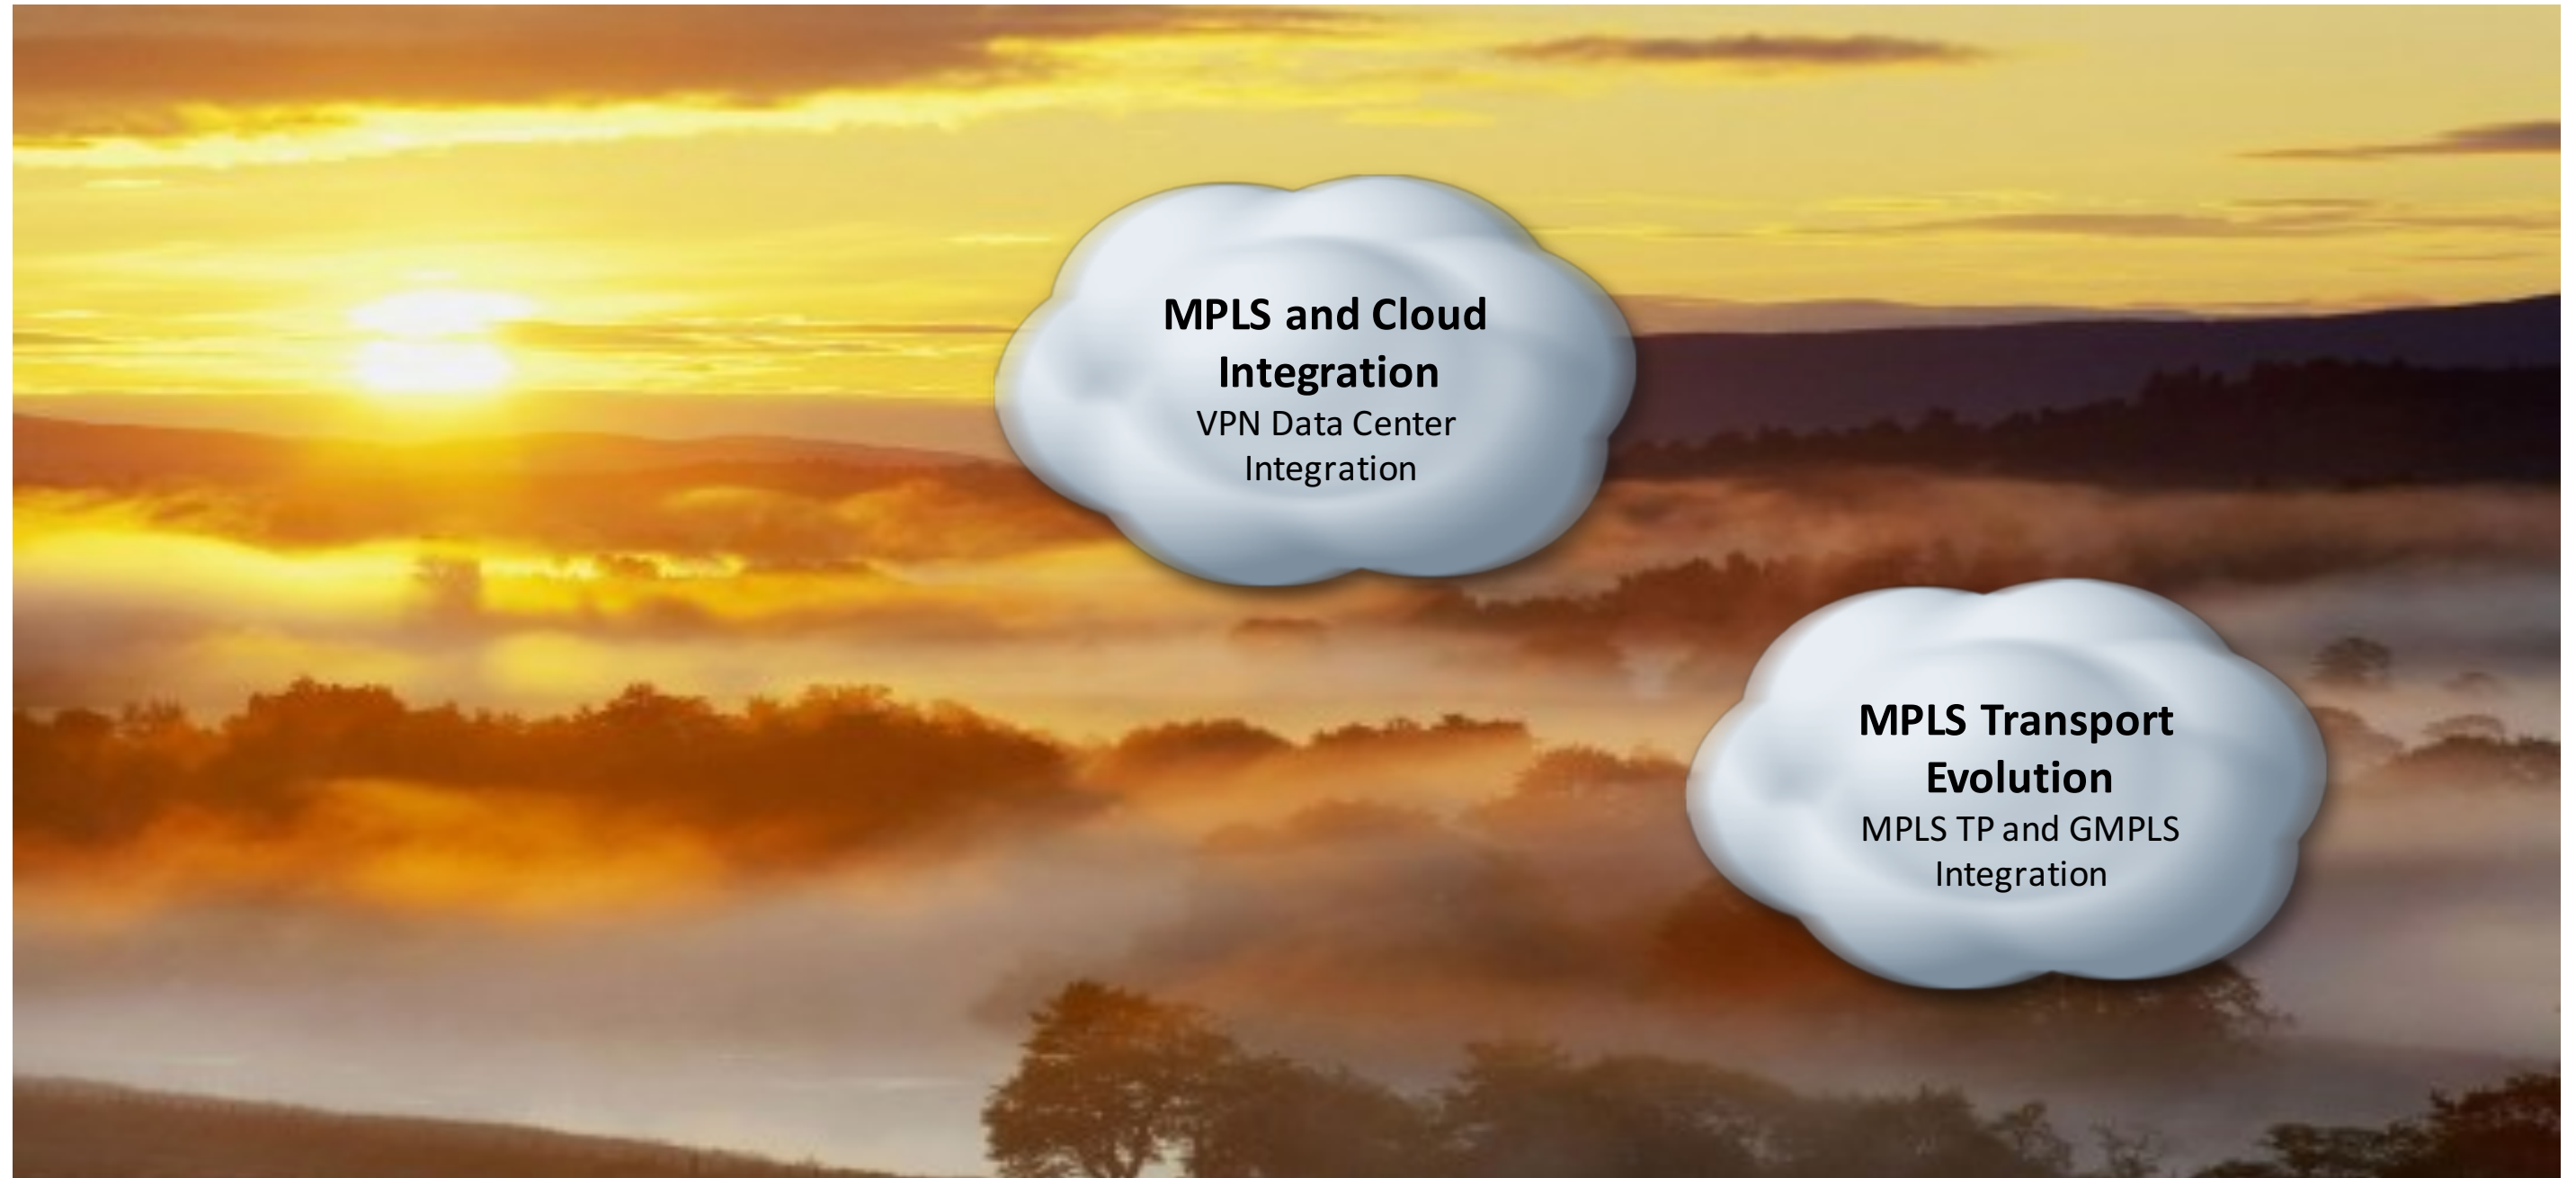 MPLS and Cloud
Integration
VPN Data Center
Integration
MPLS Transport
Evolution
MPLS TP and GMPLS
Integration